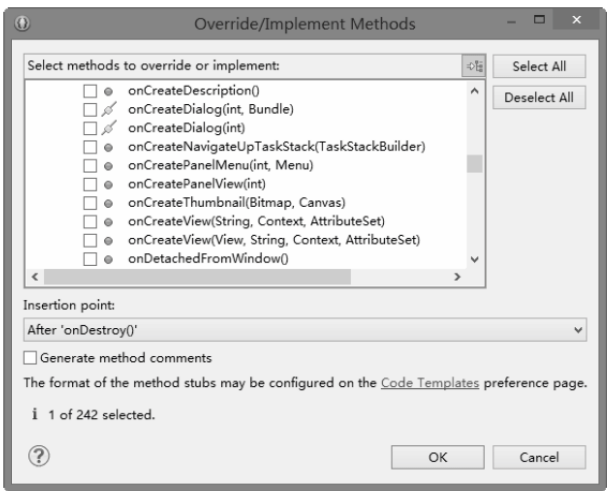 Override/Implement Methods
Select methods to override or implement:
Select All
Deselect All
onCreateDescription()
onCreateDialog(int, Bundle)
onCreateDialog(int)
onCreateNavigateUpTaskStack(TaskStackBuilder)
onCreatePanelMenu(int, Menu)
onCreatePanelView(int)
onCreateThumbnail(Bitmap, Canvas)
onCreateView(String, Context, AttributeSet)
onCreateView(View, String, Context, AttributeSet)
onDetachedFromWindow()
Insertion point:
After 'onDestroy()'
Generate method comments
The format of the method stubs may be configured on the Code Templates preference page.
i 1 of 242 selected.
?
OK
Cancel